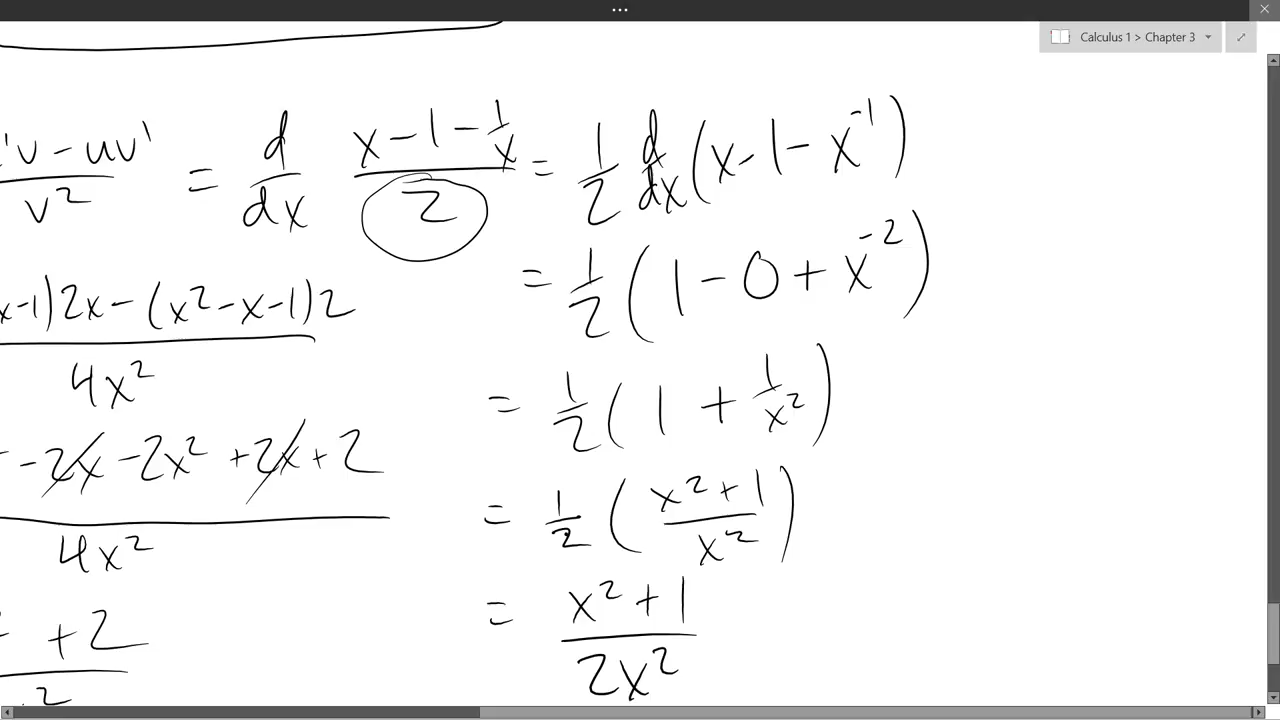 Calculus 1 > Chapter 3
'v - uv' / v² = d/dx (x - 1 - 1/x)/2 = 1/2 d/dx (x - 1 - x⁻¹)
= 1/2 (1 - 0 + x⁻²)
x-1)2x - (x² - x - 1)2 / 4x²
= 1/2 (1 + 1/x²)
- 2x - 2x² + 2x + 2 / 4x²
= 1/2 ((x² + 1)/x²)
= (x² + 1)/2x²
+ 2